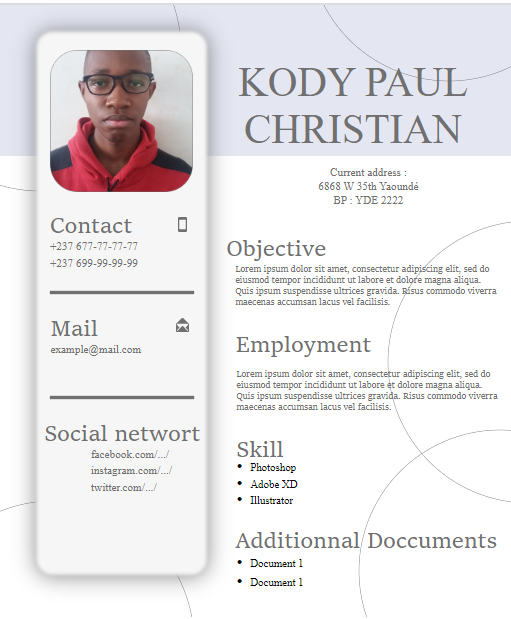 KODY PAUL
CHRISTIAN
Current address :
6868 W 35th Yaoundé
BP : YDE 2222
Contact
+237 677-77-77-77
+237 699-99-99-99
Mail
example@mail.com
Social networt
facebook.com/.../
instagram.com/.../
twitter.com/.../
Objective
Lorem ipsum dolor sit amet, consectetur adipiscing elit, sed do
eiusmod tempor incididunt ut labore et dolore magna aliqua.
Quis ipsum suspendisse ultrices gravida. Risus commodo viverra
maecenas accumsan lacus vel facilisis.
Employment
Lorem ipsum dolor sit amet, consectetur adipiscing elit, sed do
eiusmod tempor incididunt ut labore et dolore magna aliqua.
Quis ipsum suspendisse ultrices gravida. Risus commodo viverra
maecenas accumsan lacus vel facilisis.
Skill
• Photoshop
• Adobe XD
• Illustrator
Additionnal Doccuments
• Document 1
• Document 1